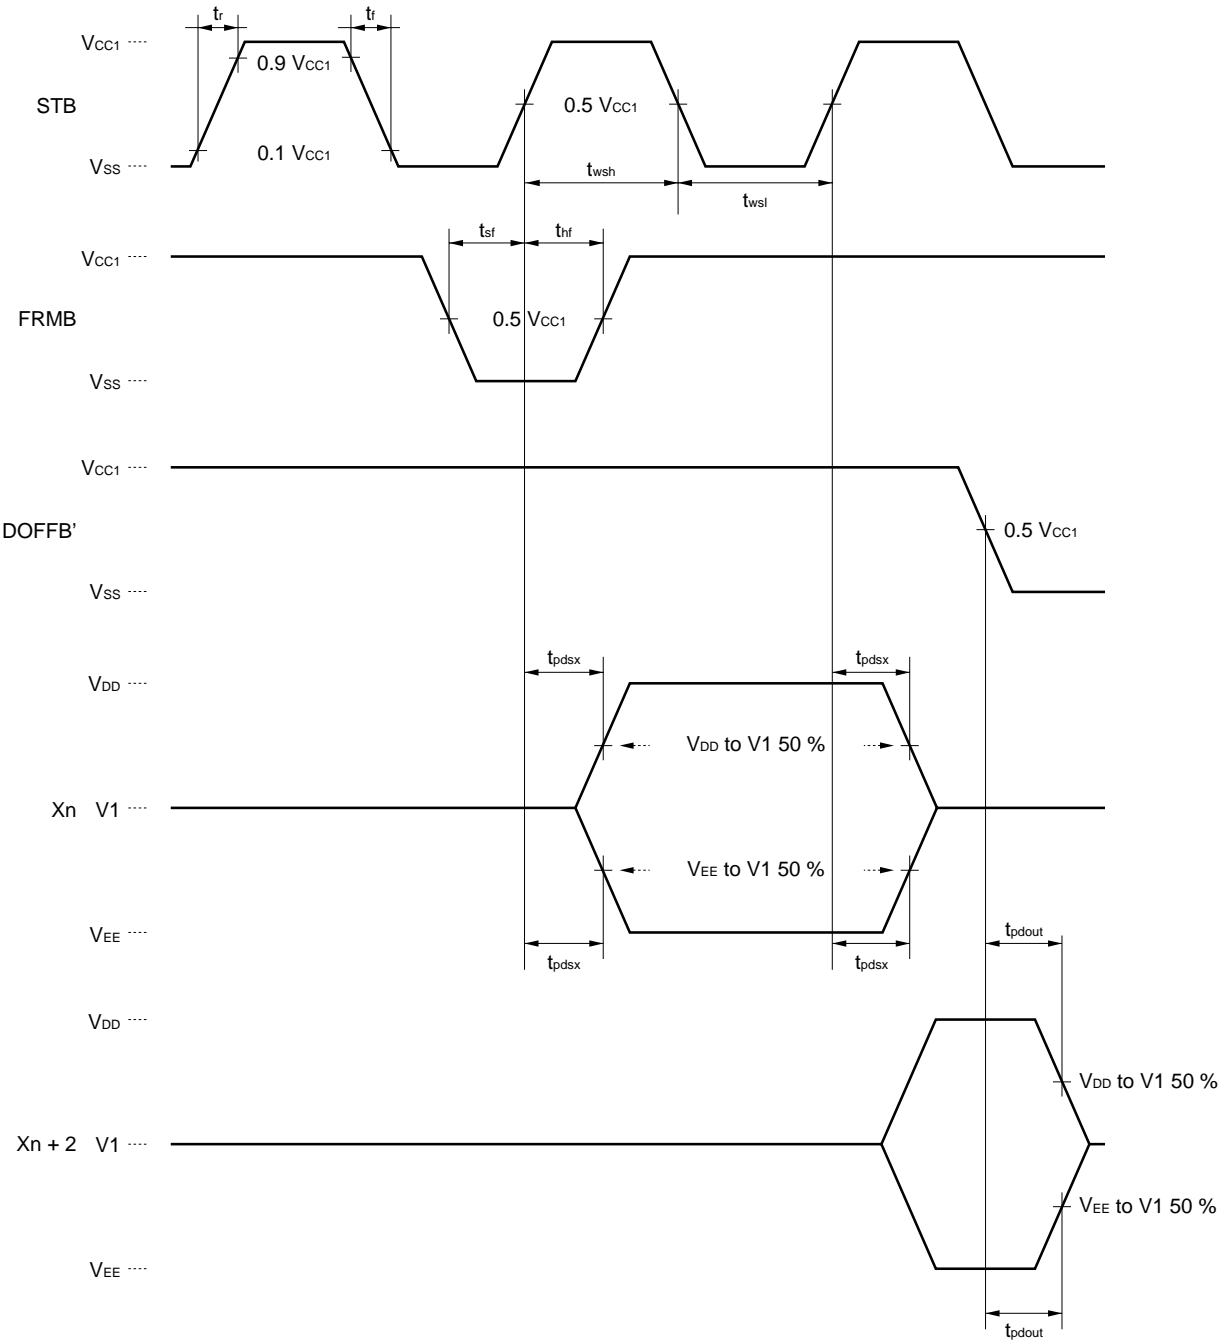 tr
tf
VCC1
0.9 VCC1
STB
0.5 VCC1
0.1 VCC1
VSS
twsh
twsl
tsf
thf
VCC1
FRMB
0.5 VCC1
VSS
VCC1
DOFFB’
0.5 VCC1
VSS
tpdsx
tpdsx
VDD
VDD to V1 50 %
Xn V1
VEE to V1 50 %
VEE
tpdsx
tpdsx
tpdout
VDD
VDD to V1 50 %
Xn + 2 V1
VEE to V1 50 %
VEE
tpdout